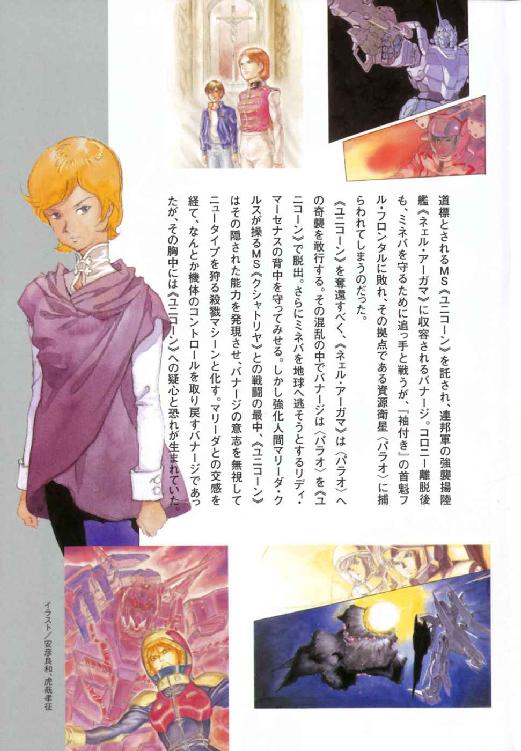 道標とされるMS《ユニコーン》を託され、連邦軍の強襲揚陸
艦《ネェル・アーガマ》に収容されるバナージ。コロニー離脱後
も、ミネバを守るために追っ手と戦うが、『袖付き』の首魁フ
ル・フロンタルに敗れ、その拠点である資源衛星〈パラオ〉に捕
らわれてしまうのだった。
《ユニコーン》を奪還すべく、《ネェル・アーガマ》は〈パラオ〉へ
の奇襲を敢行する。その混乱の中でバナージは〈パラオ〉を《ユ
ニコーン》で脱出。さらにミネバを地球へ逃そうとするリディ・
マーセナスの背中を守ってみせる。しかし強化人間マリーダ・ク
ルスが操るMS《クシャトリヤ》との戦闘の最中、《ユニコーン》
はその隠された能力を発現させ、バナージの意志を無視して
ニュータイプを狩る殺戮マシーンと化す。マリーダとの交感を
経て、なんとか機体のコントロールを取り戻すバナージであっ
たが、その胸中には《ユニコーン》への疑心と恐れが生まれていた。
イラスト／安彦良和、虎哉孝征